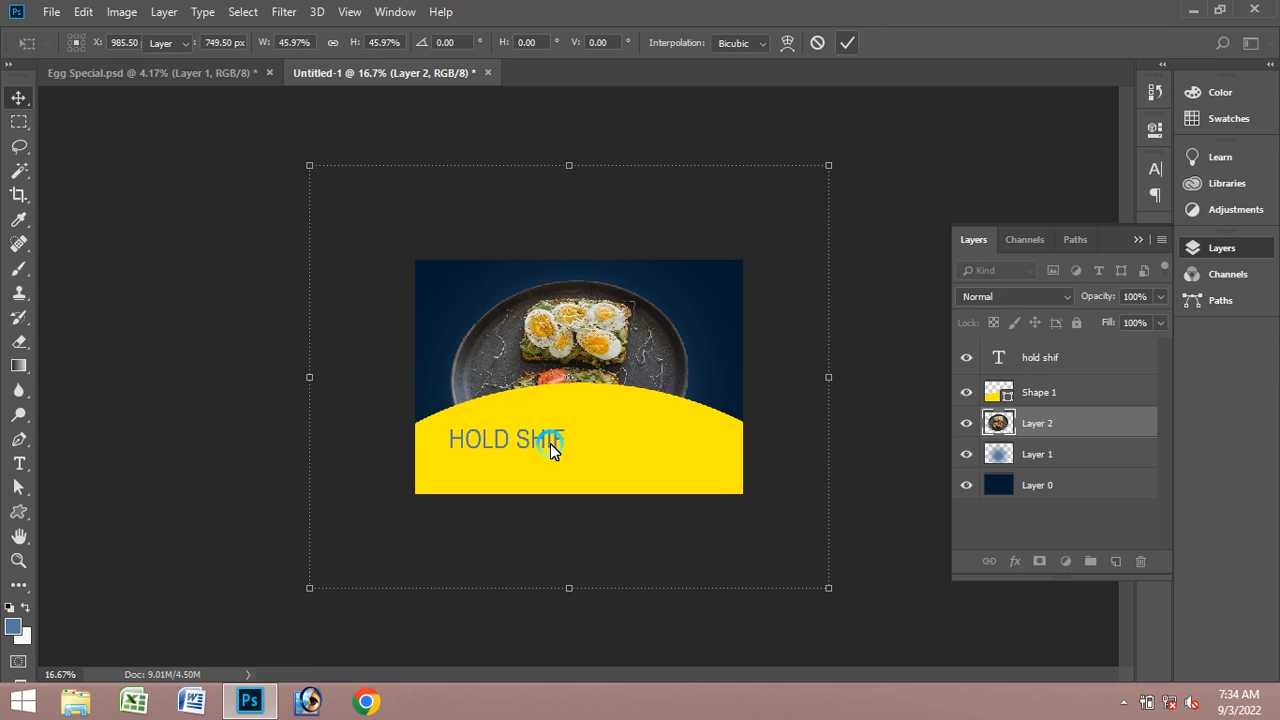 Ps File Edit Image Layer Type Select Filter 3D View Window Help
X: 985.50 Layer 749.50 px W: 45.97% H: 45.97% 0.00 ° H: 0.00 ° V: 0.00 ° Interpolation: Bicubic
Egg Special.psd @ 4.17% (Layer 1, RGB/8) * × Untitled-1 @ 16.7% (Layer 2, RGB/8) * ×
Color
Swatches
Learn
Libraries
Adjustments
Layers
Channels
Paths
Layers Channels Paths
Kind
Normal Opacity: 100%
Lock: Fill: 100%
T hold shif
Shape 1
Layer 2
Layer 1
Layer 0
fx
HOLD SHIF
16.67% Doc: 9.01M/4.50M
Ps
7:34 AM
9/3/2022